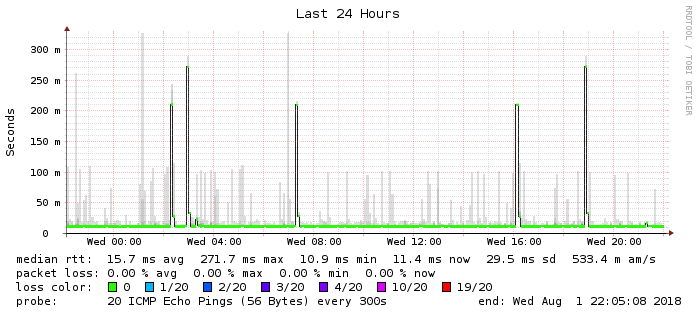 Last 24 Hours
RRDTOOL / TOBI OETIKER
Seconds
300 m
250 m
200 m
150 m
100 m
50 m
0
Wed 00:00 Wed 04:00 Wed 08:00 Wed 12:00 Wed 16:00 Wed 20:00
median rtt: 15.7 ms avg 271.7 ms max 10.9 ms min 11.4 ms now 29.5 ms sd 533.4 m am/s
packet loss: 0.00 % avg 0.00 % max 0.00 % min 0.00 % now
loss color: 0 1/20 2/20 3/20 4/20 10/20 19/20
probe: 20 ICMP Echo Pings (56 Bytes) every 300s end: Wed Aug 1 22:05:08 2018